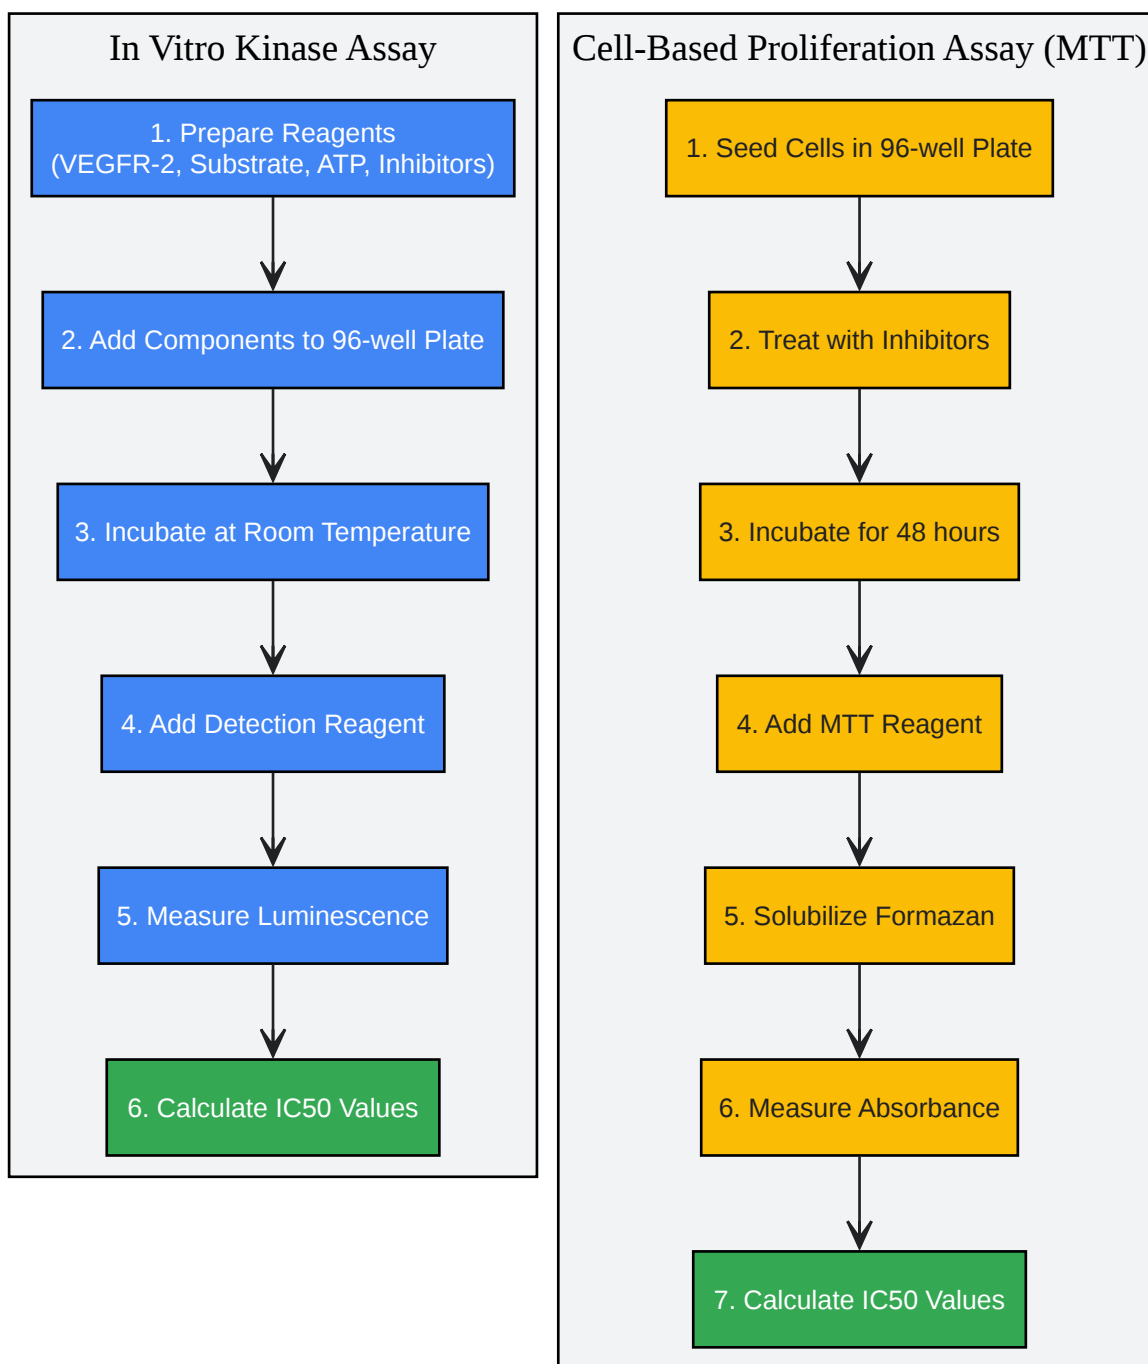 In Vitro Kinase Assay
1. Prepare Reagents
(VEGFR-2, Substrate, ATP, Inhibitors)
2. Add Components to 96-well Plate
3. Incubate at Room Temperature
4. Add Detection Reagent
5. Measure Luminescence
6. Calculate IC50 Values
Cell-Based Proliferation Assay (MTT)
1. Seed Cells in 96-well Plate
2. Treat with Inhibitors
3. Incubate for 48 hours
4. Add MTT Reagent
5. Solubilize Formazan
6. Measure Absorbance
7. Calculate IC50 Values